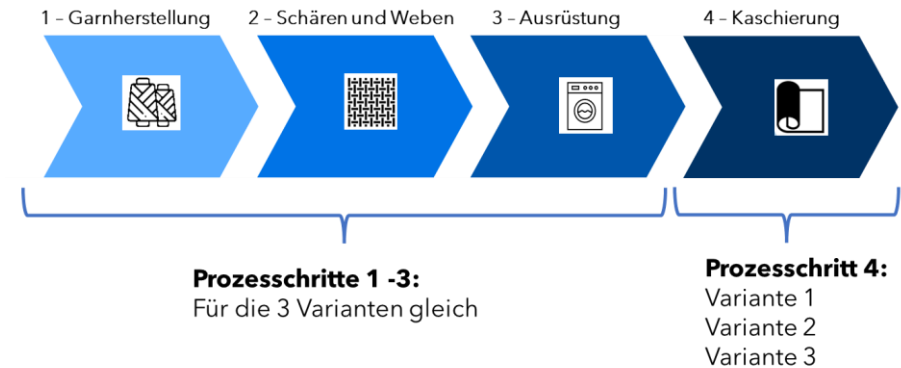 1 – Garnherstellung
2 – Schären und Weben
3 – Ausrüstung
4 – Kaschierung
Prozesschritte 1 -3:
Für die 3 Varianten gleich
Prozesschritt 4:
Variante 1
Variante 2
Variante 3